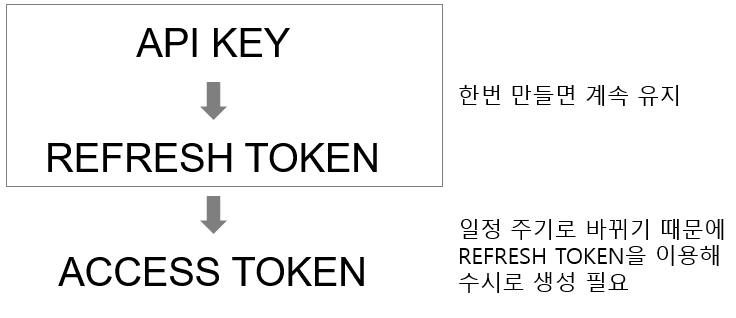 API KEY
한번 만들면 계속 유지
REFRESH TOKEN
일정 주기로 바뀌기 때문에
REFRESH TOKEN을 이용해
수시로 생성 필요
ACCESS TOKEN